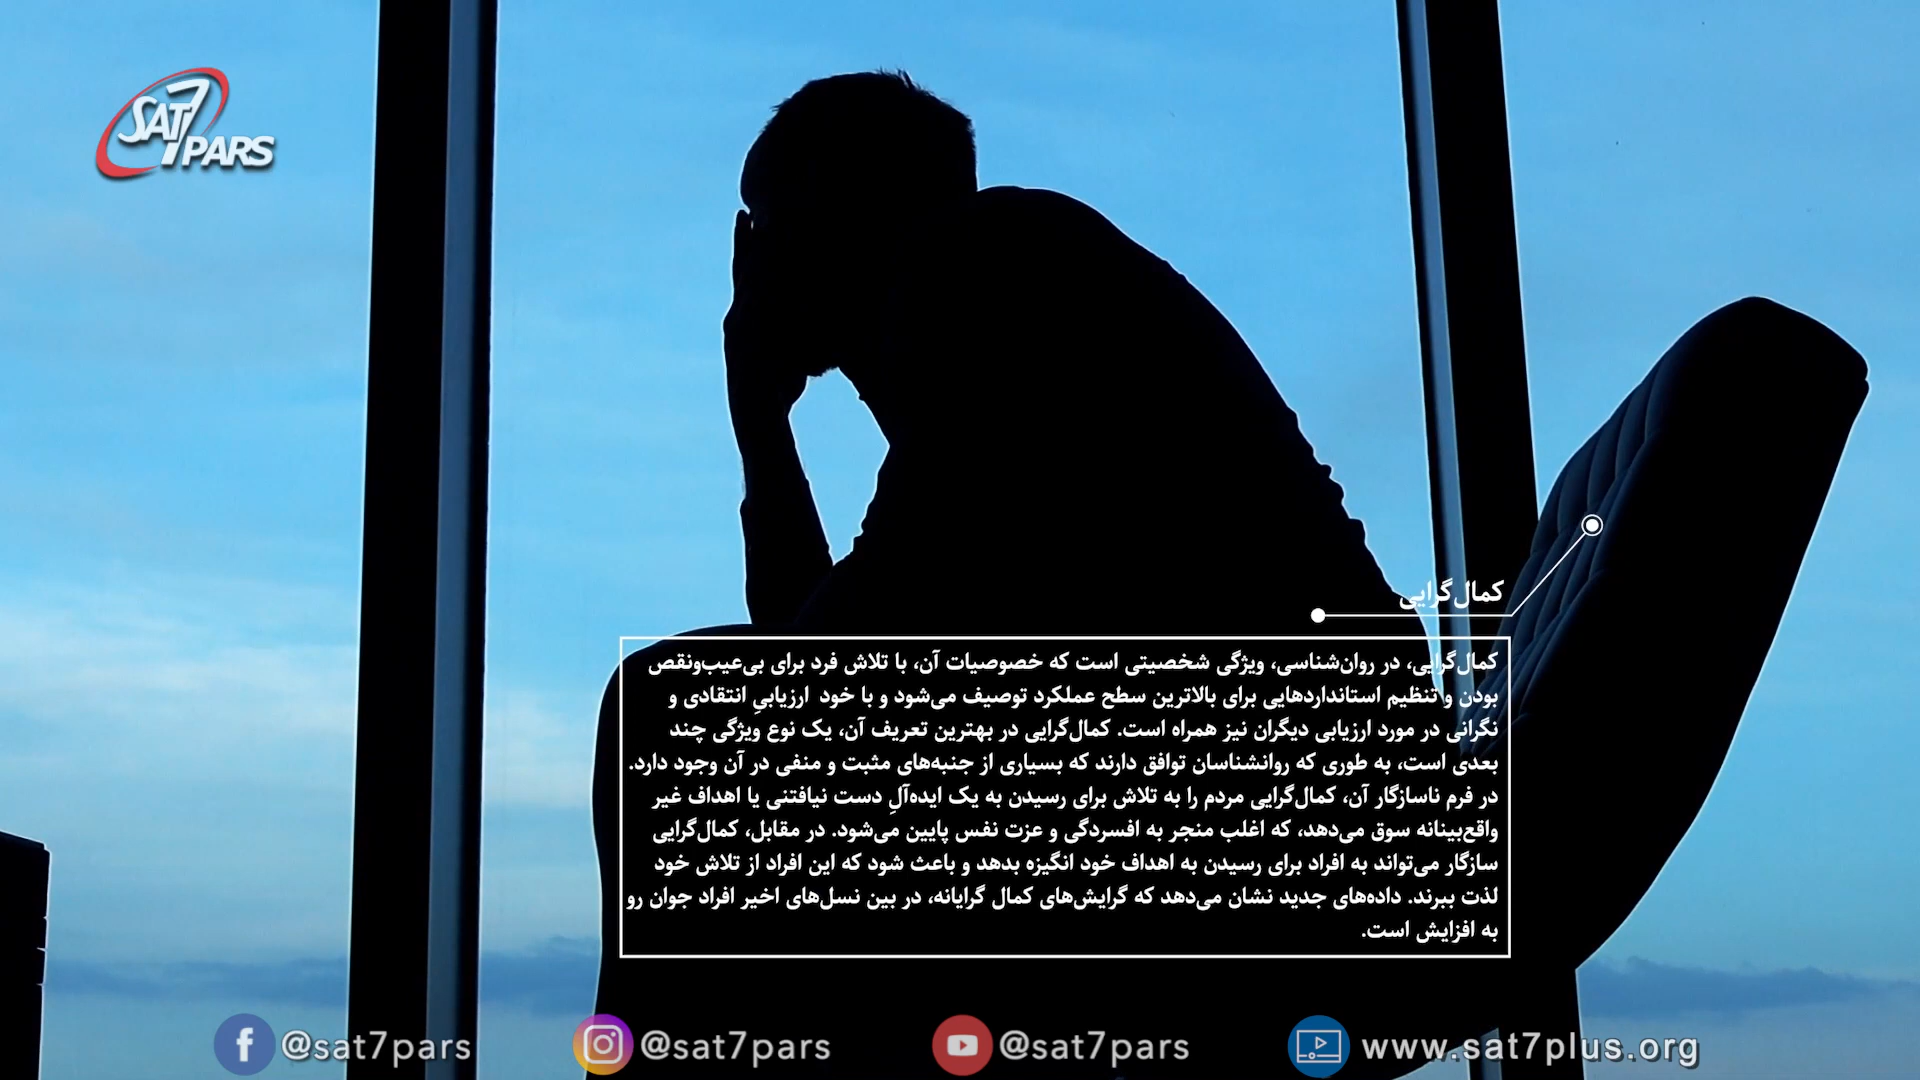 SAT7
PARS
کمال‌گرایی
کمال‌گرایی، در روان‌شناسی، ویژگی شخصیتی است که خصوصیات آن، با تلاش فرد برای بی‌عیب‌ونقص
بودن و تنظیم استانداردهایی برای بالاترین سطح عملکرد توصیف می‌شود و با خود ارزیابیِ انتقادی و
نگرانی در مورد ارزیابی دیگران نیز همراه است. کمال‌گرایی در بهترین تعریف آن، یک نوع ویژگی چند
بعدی است، به طوری که روانشناسان توافق دارند که بسیاری از جنبه‌های مثبت و منفی در آن وجود دارد.
در فرم ناسازگار آن، کمال‌گرایی مردم را به تلاش برای رسیدن به یک ایده‌آلِ دست نیافتنی یا اهداف غیر
واقع‌بینانه سوق می‌دهد، که اغلب منجر به افسردگی و عزت نفس پایین می‌شود. در مقابل، کمال‌گرایی
سازگار می‌تواند به افراد برای رسیدن به اهداف خود انگیزه بدهد و باعث شود که این افراد از تلاش خود
لذت ببرند. داده‌های جدید نشان می‌دهد که گرایش‌های کمال گرایانه، در بین نسل‌های اخیر افراد جوان رو
به افزایش است.
@sat7pars
@sat7pars
@sat7pars
www.sat7plus.org